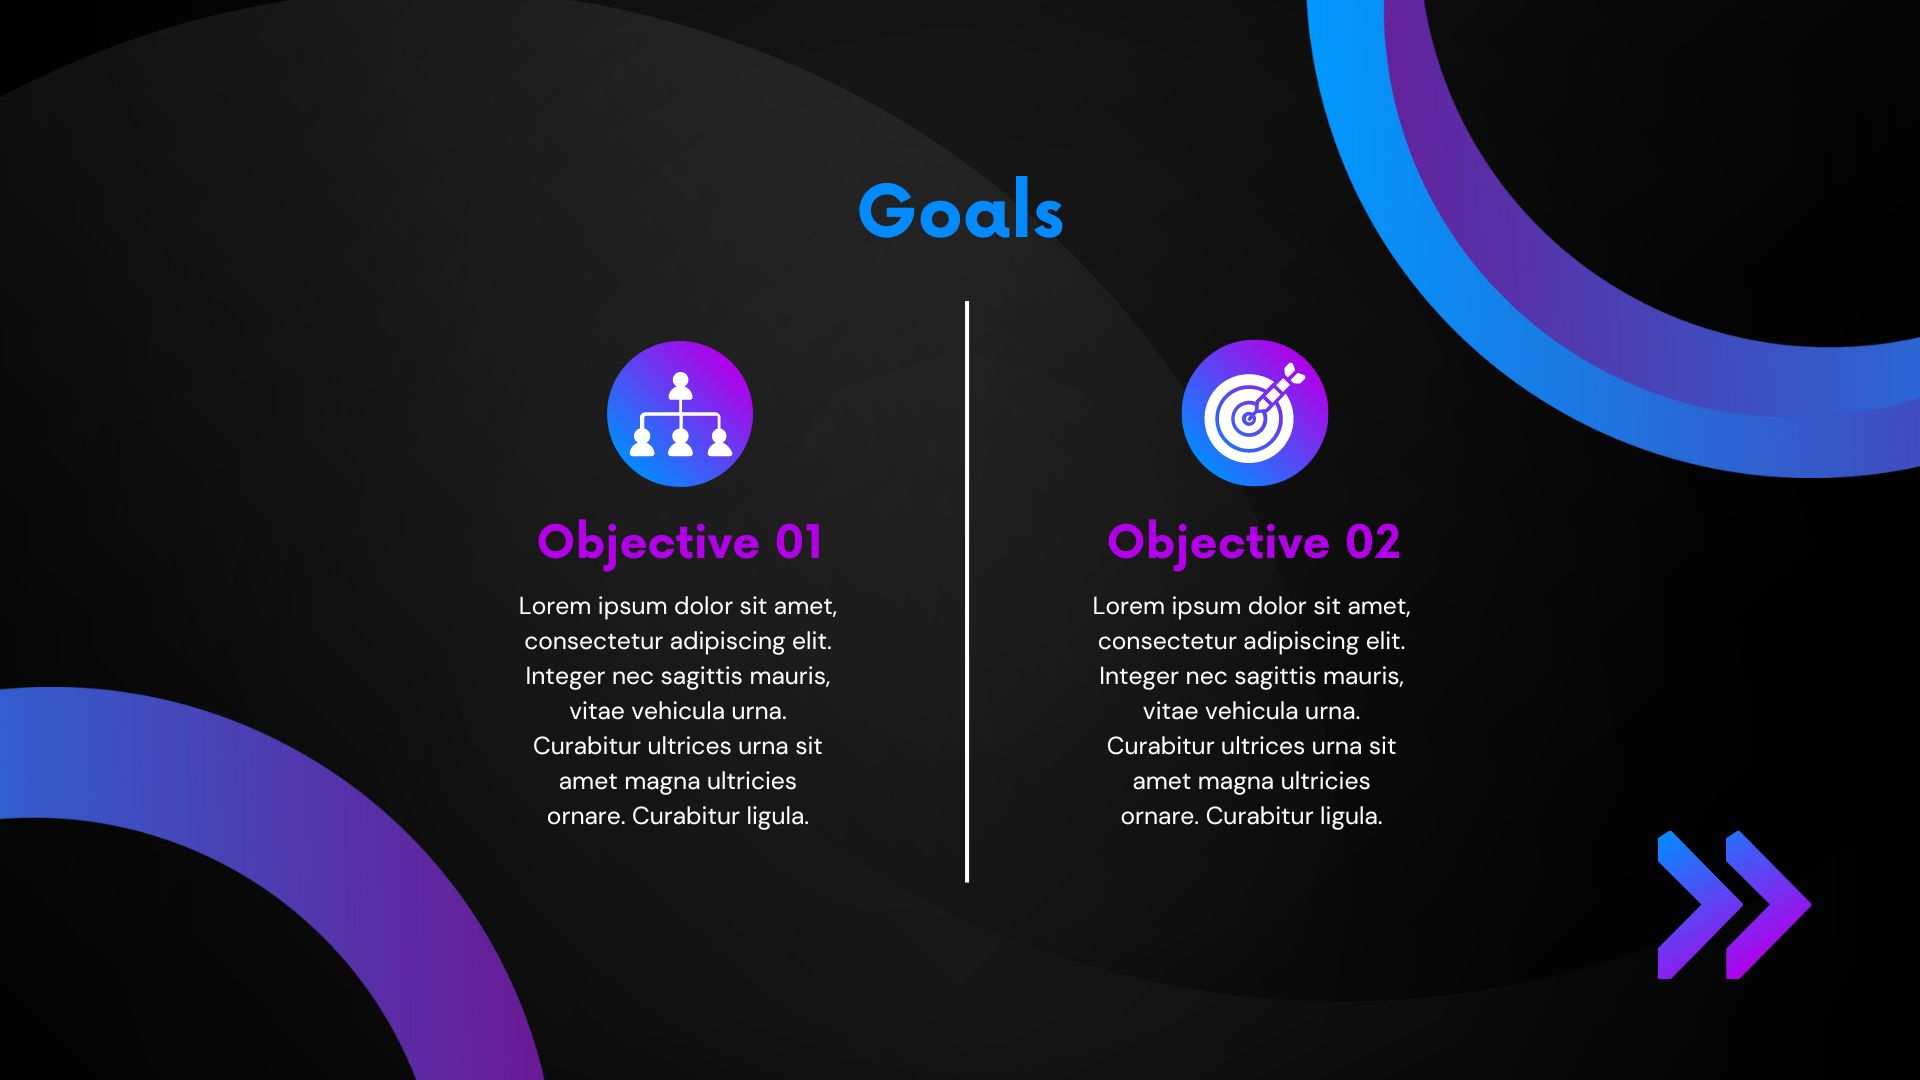 Goals
Objective 01
Lorem ipsum dolor sit amet,
consectetur adipiscing elit.
Integer nec sagittis mauris,
vitae vehicula urna.
Curabitur ultrices urna sit
amet magna ultricies
ornare. Curabitur ligula.
Objective 02
Lorem ipsum dolor sit amet,
consectetur adipiscing elit.
Integer nec sagittis mauris,
vitae vehicula urna.
Curabitur ultrices urna sit
amet magna ultricies
ornare. Curabitur ligula.